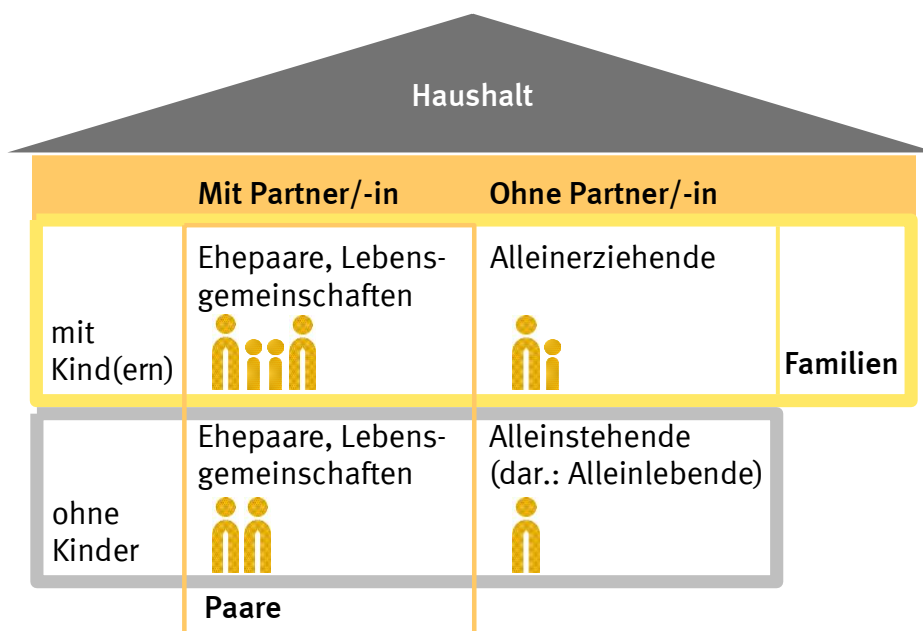 Haushalt
Mit Partner/-in
Ohne Partner/-in
mit
Kind(ern)
Ehepaare, Lebens-
gemeinschaften
Alleinerziehende
Familien
ohne
Kinder
Ehepaare, Lebens-
gemeinschaften
Alleinstehende
(dar.: Alleinlebende)
Paare